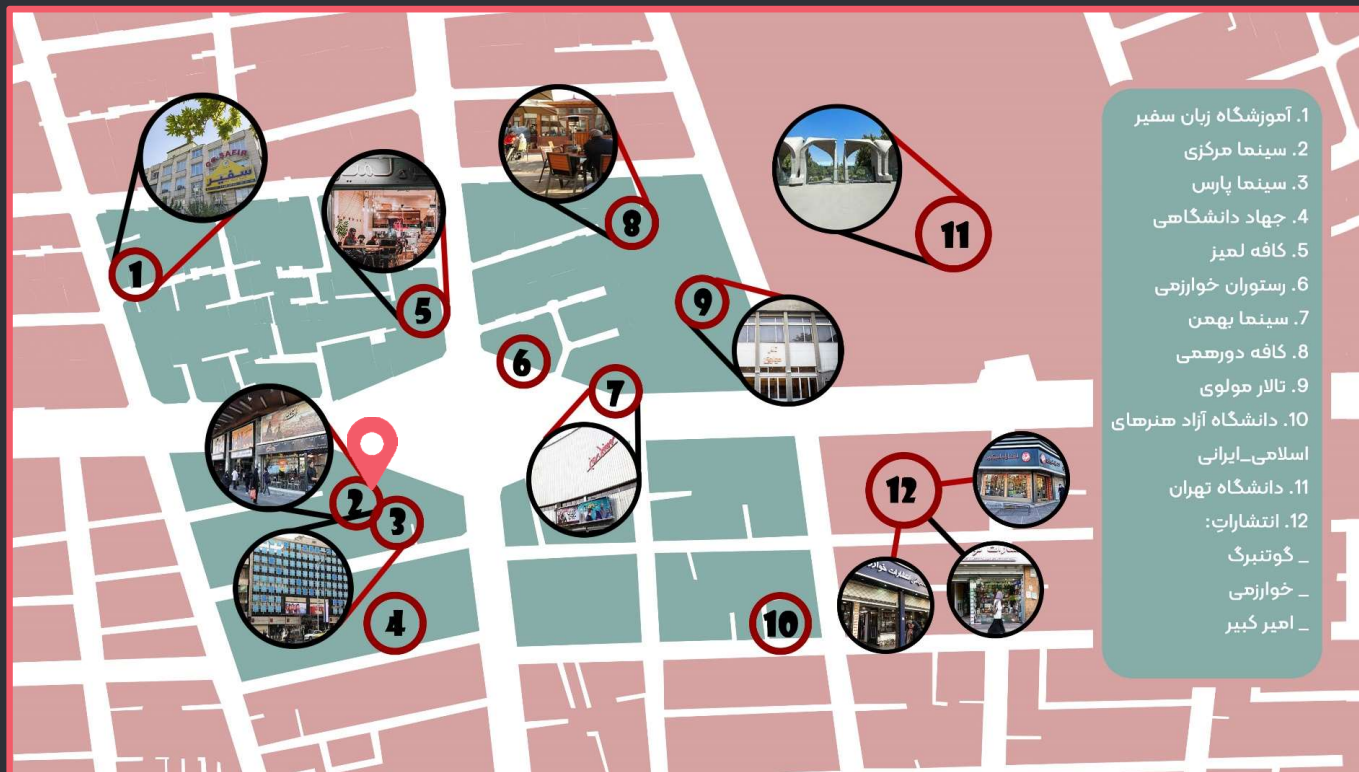 1. آموزشگاه زبان سفیر
2. سینما مرکزی
3. سینما پارس
4. جهاد دانشگاهی
5. کافه لمیز
6. رستوران خوارزمی
7. سینما بهمن
8. کافه دورهمی
9. تالار مولوی
10. دانشگاه آزاد هنرهای
اسلامی_ایرانی
11. دانشگاه تهران
12. انتشاراتِ:
_ گوتنبرگ
_ خوارزمی
_ امیر کبیر
SAFIR
سفیر
1
5
8
11
9
6
7
2
3
12
4
10